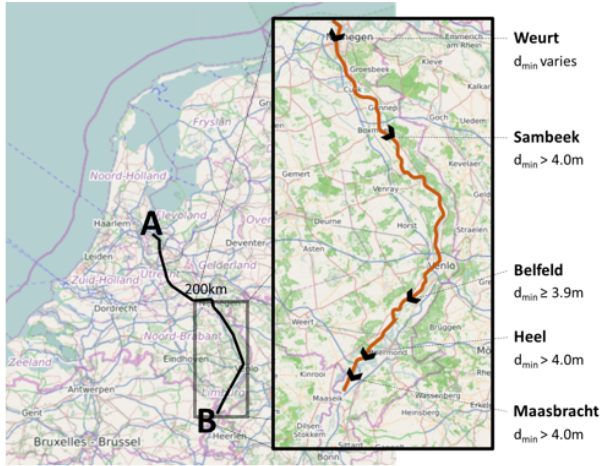 Weurt
dmin varies
Sambeek
dmin > 4.0m
Belfeld
dmin ≥ 3.9m
Heel
dmin > 4.0m
Maasbracht
dmin > 4.0m
A
B
200km
Fryslân
Noord-Holland
Haarlem
Flevoland
Leiden
Deventer
Zuid-Holland
Utrecht
Gelderland
Dordrecht
Noord-Brabant
Zeeland
Eindhoven
Limburg
Antwerpen
Gent
Heerlen
Bruxelles - Brussel
Emmerich
am Rhein
Groesbeek
Kleve
Kalkar
Cuijk
Gennep
Goch
Uedem
Kevelaer
Gemert
Venray
Deurne
Horst
Straelen
Asten
Weert
Brüggen
Kinrooi
Wassenberg
Maaseik
Heinsberg
Dilsen-
Stokkem
Sittard
Born